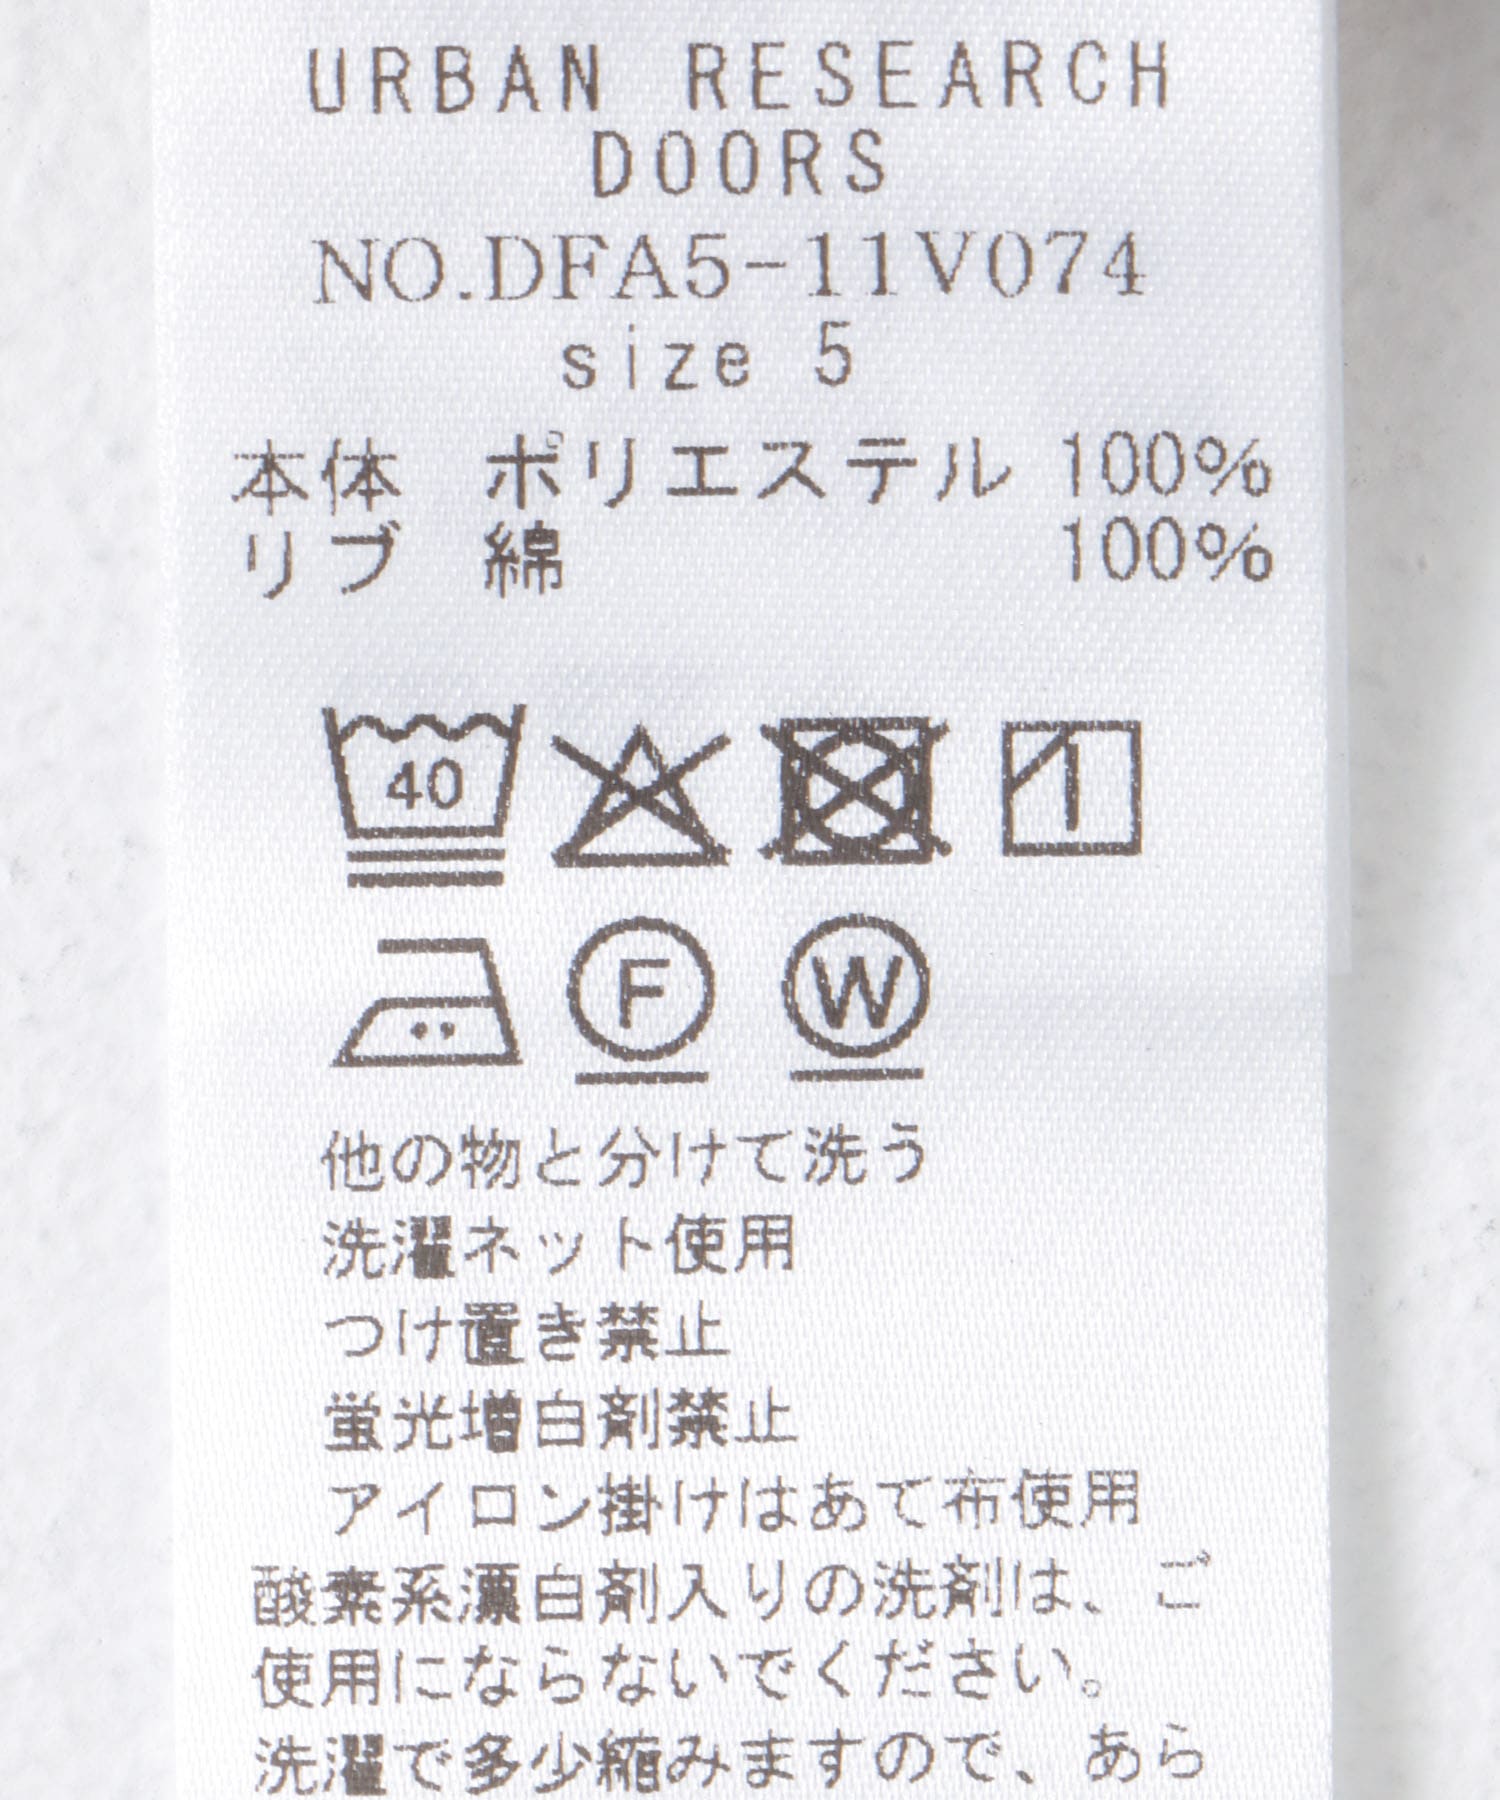 URBAN RESEARCH
DOORS
NO.DFA5-11V074
size 5
本体 ポリエステル 100%
リブ 綿 100%
40
F W
他の物と分けて洗う
洗濯ネット使用
つけ置き禁止
蛍光増白剤禁止
アイロン掛けはあて布使用
酸素系漂白剤入りの洗剤は、ご
使用にならないでください。
洗濯で多少縮みますので、あら